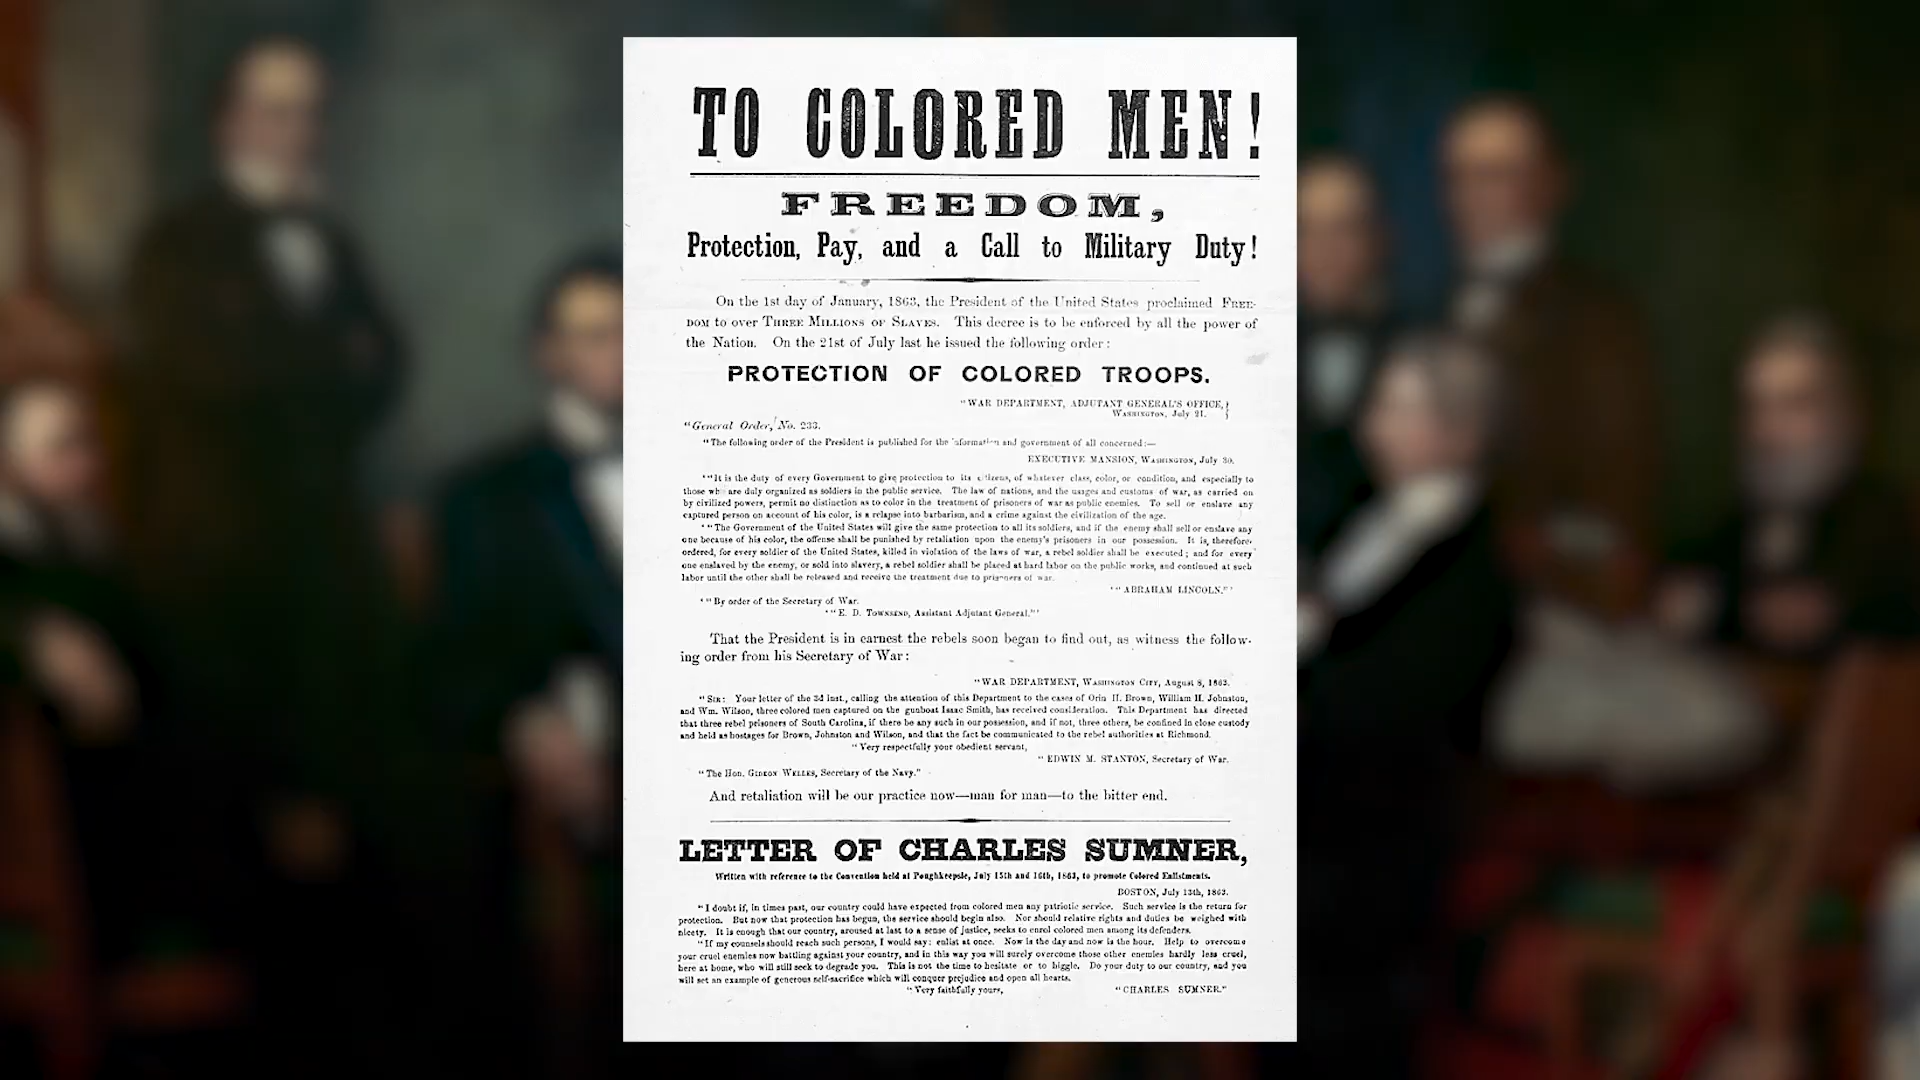 TO COLORED MEN!
FREEDOM,
Protection, Pay, and a Call to Military Duty!
On the 1st day of January, 1863, the President of the United States proclaimed FREE-
DOM to over THREE MILLIONS OF SLAVES. This decree is to be enforced by all the power of
the Nation. On the 21st of July last he issued the following order:
PROTECTION OF COLORED TROOPS.
"WAR DEPARTMENT, ADJUTANT GENERAL'S OFFICE,
WASHINGTON, July 21.
"General Order, No. 233.
"The following order of the President is published for the information and government of all concerned:—
EXECUTIVE MANSION, WASHINGTON, July 30.
'"It is the duty of every Government to give protection to its citizens, of whatever class, color, or condition, and especially to
those who are duly organized as soldiers in the public service. The law of nations, and the usages and customs of war, as carried on
by civilized powers, permit no distinction as to color in the treatment of prisoners of war as public enemies. To sell or enslave any
captured person on account of his color, is a relapse into barbarism, and a crime against the civilization of the age.
'"The Government of the United States will give the same protection to all its soldiers, and if the enemy shall sell or enslave any
one because of his color, the offense shall be punished by retaliation upon the enemy's prisoners in our possession. It is, therefore
ordered, for every soldier of the United States, killed in violation of the laws of war, a rebel soldier shall be executed; and for every
one enslaved by the enemy, or sold into slavery, a rebel soldier shall be placed at hard labor on the public works, and continued at such
labor until the other shall be released and receive the treatment due to prisoners of war.
'"ABRAHAM LINCOLN."'
'"By order of the Secretary of War.
'"E. D. TOWNSEND, Assistant Adjutant General."'
That the President is in earnest the rebels soon began to find out, as witness the follow-
ing order from his Secretary of War:
"WAR DEPARTMENT, WASHINGTON CITY, August 8, 1863.
"SIR: Your letter of the 3d inst., calling the attention of this Department to the cases of Orin H. Brown, William H. Johnston,
and Wm. Wilson, three colored men captured on the gunboat Isaac Smith, has received consideration. This Department has directed
that three rebel prisoners of South Carolina, if there be any such in our possession, and if not, three others, be confined in close custody
and held as hostages for Brown, Johnston and Wilson, and that the fact be communicated to the rebel authorities at Richmond.
"Very respectfully your obedient servant,
"EDWIN M. STANTON, Secretary of War.
"The Hon. GIDEON WELLES, Secretary of the Navy."
And retaliation will be our practice now—man for man—to the bitter end.
LETTER OF CHARLES SUMNER,
Written with reference to the Convention held at Poughkeepsie, July 15th and 16th, 1863, to promote Colored Enlistments.
BOSTON, July 13th, 1863.
"I doubt if, in times past, our country could have expected from colored men any patriotic service. Such service is the return for
protection. But now that protection has begun, the service should begin also. Nor should relative rights and duties be weighed with
nicety. It is enough that our country, aroused at last to a sense of justice, seeks to enrol colored men among its defenders.
"If my counsels should reach such persons, I would say: enlist at once. Now is the day and now is the hour. Help to overcome
your cruel enemies now battling against your country, and in this way you will surely overcome those other enemies hardly less cruel,
here at home, who will still seek to degrade you. This is not the time to hesitate or to higgle. Do your duty to our country, and you
will set an example of generous self-sacrifice which will conquer prejudice and open all hearts.
"Very faithfully yours,
"CHARLES SUMNER."